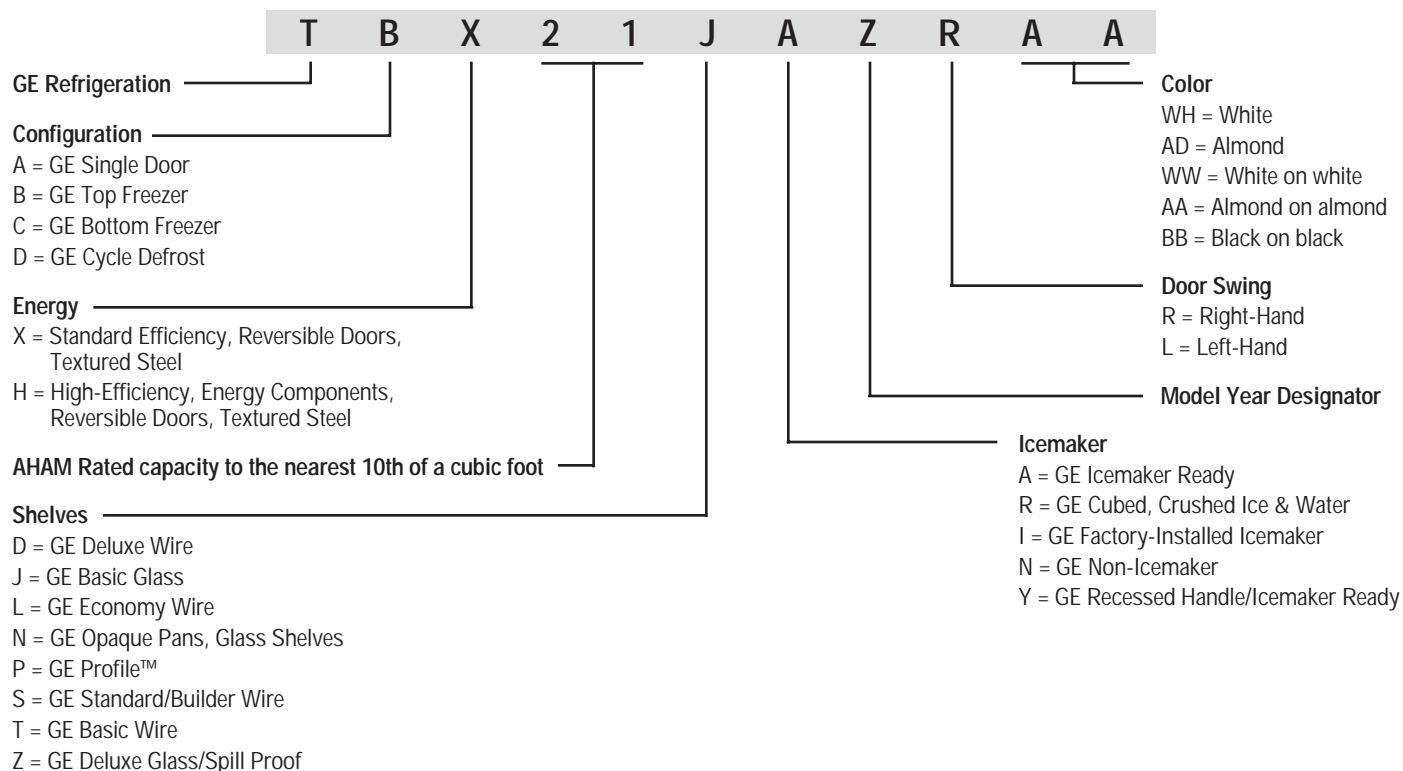 T B X 2 1 J A Z R A A
GE Refrigeration
Configuration
A = GE Single Door
B = GE Top Freezer
C = GE Bottom Freezer
D = GE Cycle Defrost
Energy
X = Standard Efficiency, Reversible Doors,
Textured Steel
H = High-Efficiency, Energy Components,
Reversible Doors, Textured Steel
AHAM Rated capacity to the nearest 10th of a cubic foot
Shelves
D = GE Deluxe Wire
J = GE Basic Glass
L = GE Economy Wire
N = GE Opaque Pans, Glass Shelves
P = GE Profile™
S = GE Standard/Builder Wire
T = GE Basic Wire
Z = GE Deluxe Glass/Spill Proof
Color
WH = White
AD = Almond
WW = White on white
AA = Almond on almond
BB = Black on black
Door Swing
R = Right-Hand
L = Left-Hand
Model Year Designator
Icemaker
A = GE Icemaker Ready
R = GE Cubed, Crushed Ice & Water
I = GE Factory-Installed Icemaker
N = GE Non-Icemaker
Y = GE Recessed Handle/Icemaker Ready